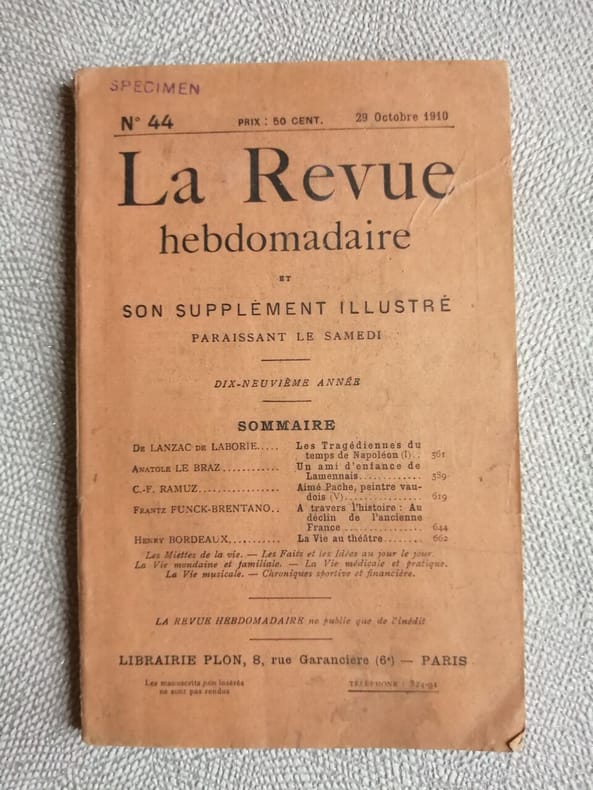 SPECIMEN
N° 44 PRIX : 50 CENT. 29 Octobre 1910
La Revue
hebdomadaire
ET
SON SUPPLÉMENT ILLUSTRÉ
PARAISSANT LE SAMEDI
DIX-NEUVIÈME ANNÉE
SOMMAIRE
DE LANZAC DE LABORIE..... Les Tragédiennes du
temps de Napoléon (I).. 561
ANATOLE LE BRAZ............ Un ami d'enfance de
Lamennais............. 589
C.-F. RAMUZ................ Aimé Pache, peintre vau-
dois (V)................ 619
FRANTZ FUNCK-BRENTANO.. A travers l'histoire : Au
déclin de l'ancienne
France................ 644
HENRY BORDEAUX........... La Vie au théâtre........ 662
Les Miettes de la vie. — Les Faits et les Idées au jour le jour.
La Vie mondaine et familiale. — La Vie médicale et pratique.
La Vie musicale. — Chroniques sportive et financière.
LA REVUE HEBDOMADAIRE ne publie que de l'inédit
LIBRAIRIE PLON, 8, rue Garancière (6e) — PARIS
Les manuscrits non insérés
ne sont pas rendus
TÉLÉPHONE : 824-91